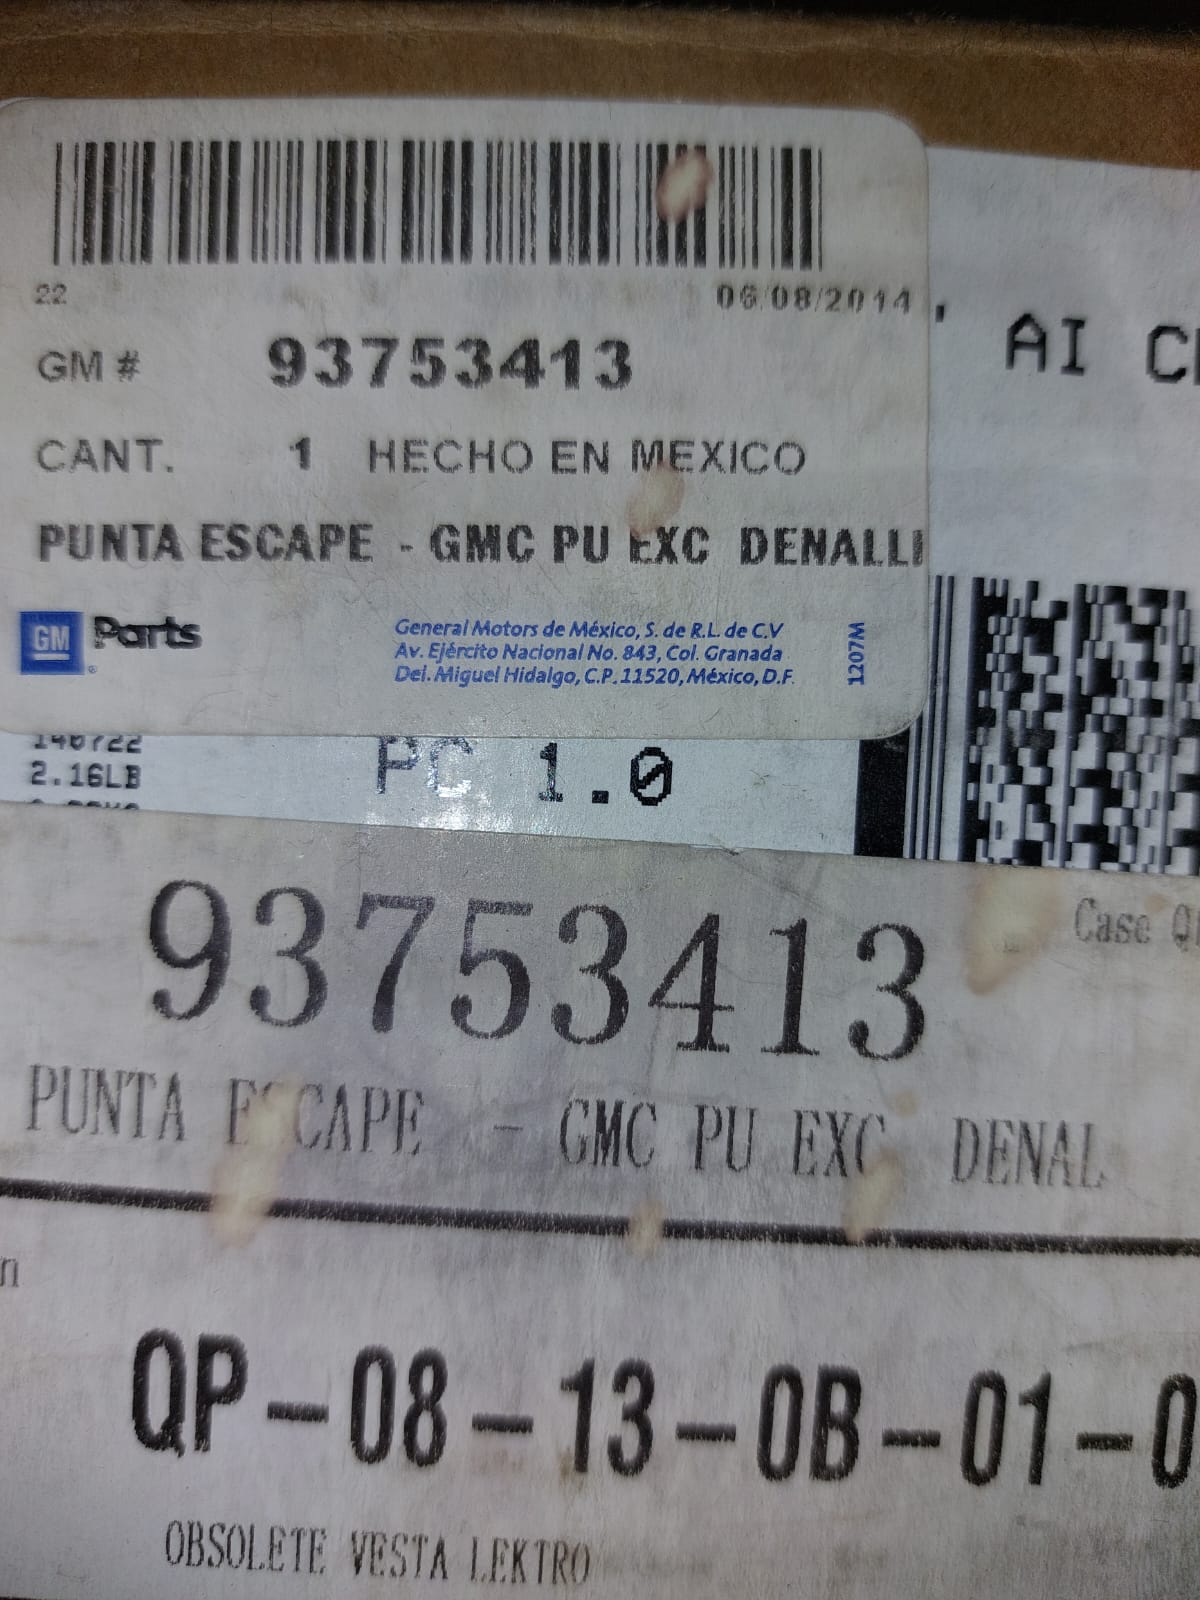 22
06/08/2014
GM # 93753413
CANT. 1 HECHO EN MEXICO
PUNTA ESCAPE - GMC PU EXC DENALLI
GM Parts
General Motors de México, S. de R.L. de C.V
Av. Ejército Nacional No. 843, Col. Granada
Del. Miguel Hidalgo, C.P. 11520, México, D.F.
1207M
AI
146722
2.16LB
PC 1.0
93753413
Case
PUNTA ESCAPE - GMC PU EXC DENAL
QP-08-13-0B-01-0
OBSOLETE VESTA LEKTRO